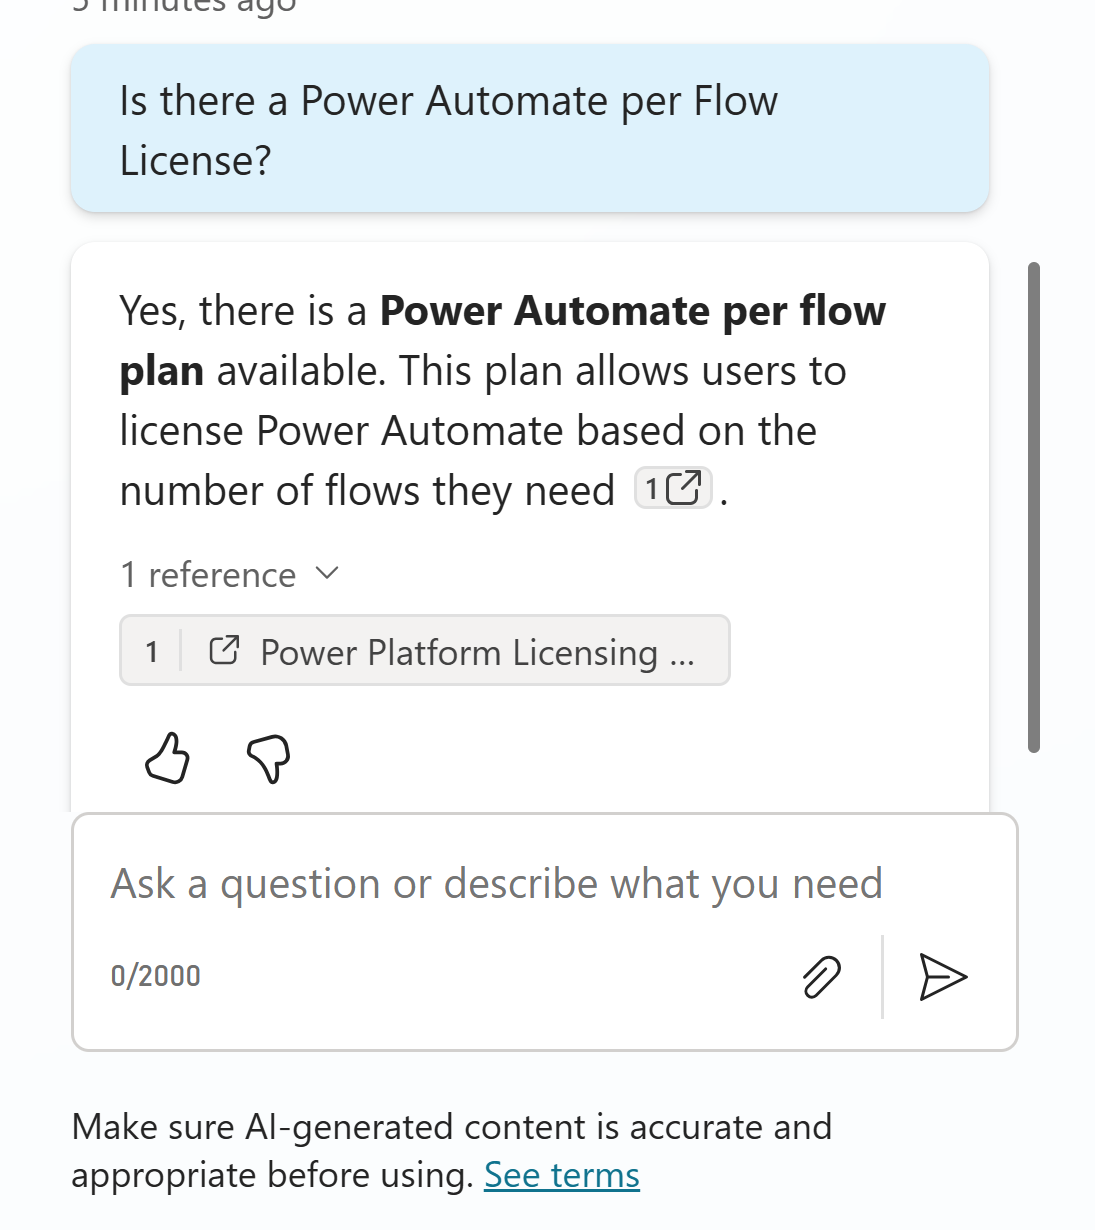 5 minutes ago
Is there a Power Automate per Flow
License?
Yes, there is a Power Automate per flow
plan available. This plan allows users to
license Power Automate based on the
number of flows they need 1 .
1 reference
1 Power Platform Licensing ...
Ask a question or describe what you need
0/2000
Make sure AI-generated content is accurate and
appropriate before using. See terms